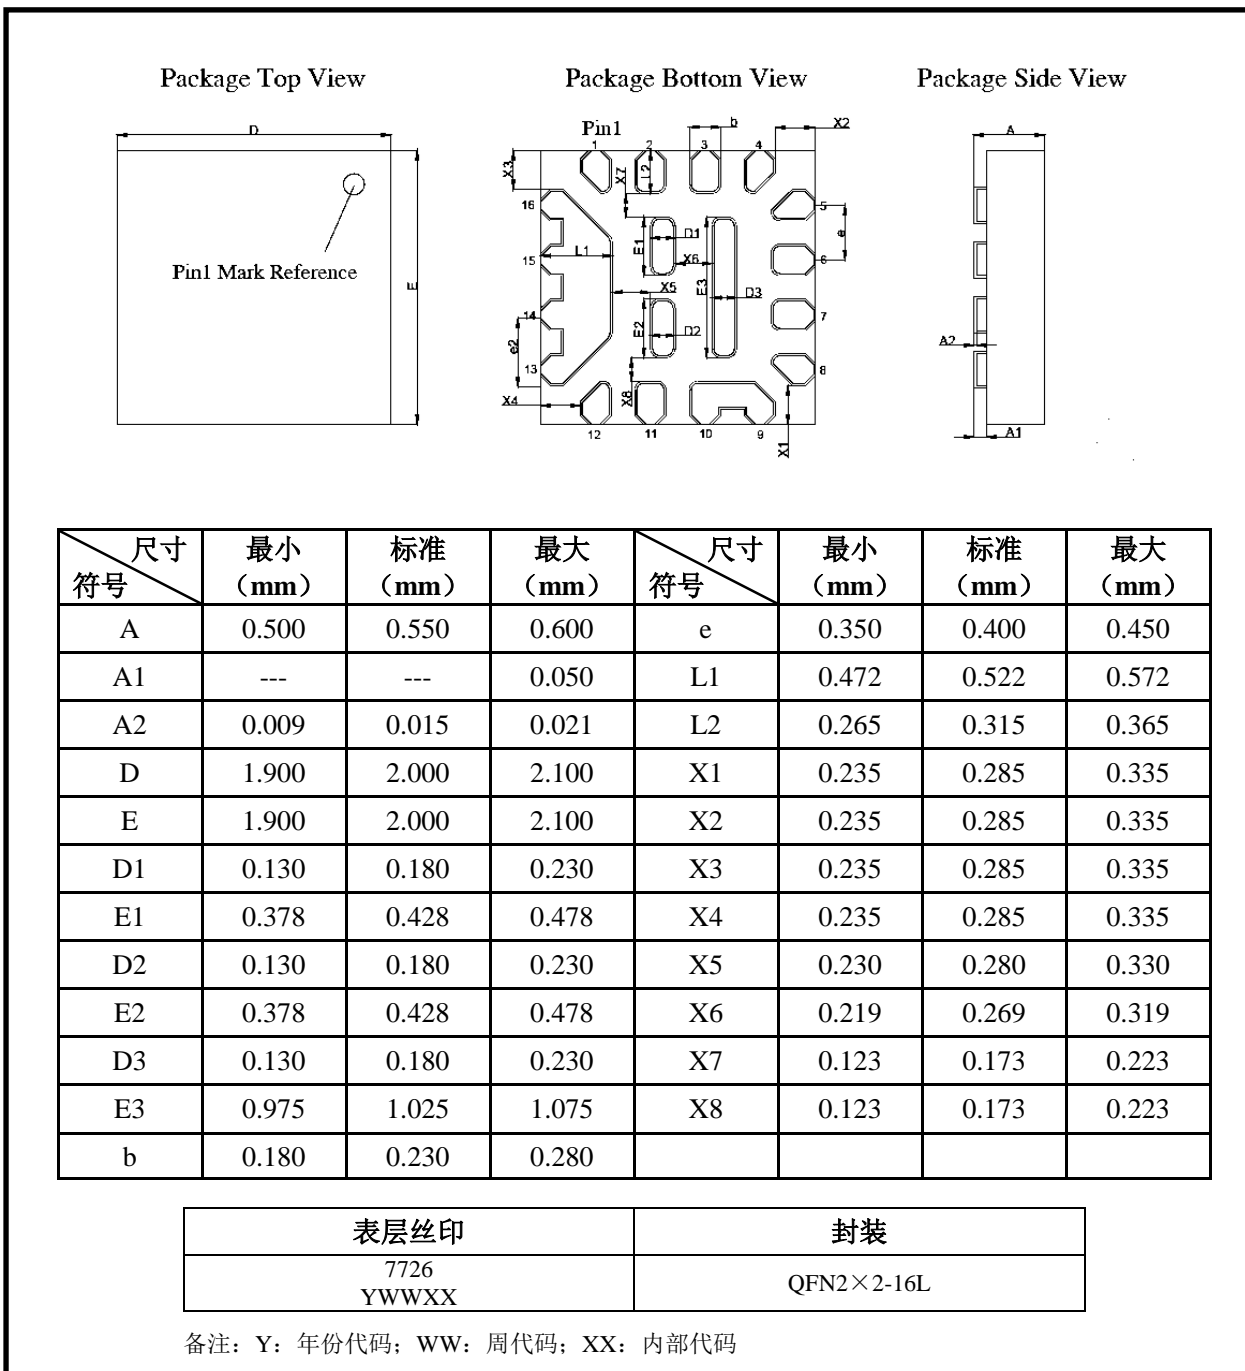 Package Top View
Package Bottom View
Package Side View
D
E
Pin1 Mark Reference
Pin1
b
X2
1
2
3
4
X3
X7
L2
16
5
E1
D1
e
L1
X6
15
6
E3
X5
D3
14
E2
D2
7
e2
13
8
X4
X8
12
11
10
9
X1
A
A2
A1
尺寸 符号 最小 (mm) 标准 (mm) 最大 (mm) 尺寸 符号 最小 (mm) 标准 (mm) 最大 (mm)
A 0.500 0.550 0.600 e 0.350 0.400 0.450
A1 --- --- 0.050 L1 0.472 0.522 0.572
A2 0.009 0.015 0.021 L2 0.265 0.315 0.365
D 1.900 2.000 2.100 X1 0.235 0.285 0.335
E 1.900 2.000 2.100 X2 0.235 0.285 0.335
D1 0.130 0.180 0.230 X3 0.235 0.285 0.335
E1 0.378 0.428 0.478 X4 0.235 0.285 0.335
D2 0.130 0.180 0.230 X5 0.230 0.280 0.330
E2 0.378 0.428 0.478 X6 0.219 0.269 0.319
D3 0.130 0.180 0.230 X7 0.123 0.173 0.223
E3 0.975 1.025 1.075 X8 0.123 0.173 0.223
b 0.180 0.230 0.280
表层丝印 封装
7726
YWWXX
QFN2×2-16L
备注：Y：年份代码；WW：周代码；XX：内部代码